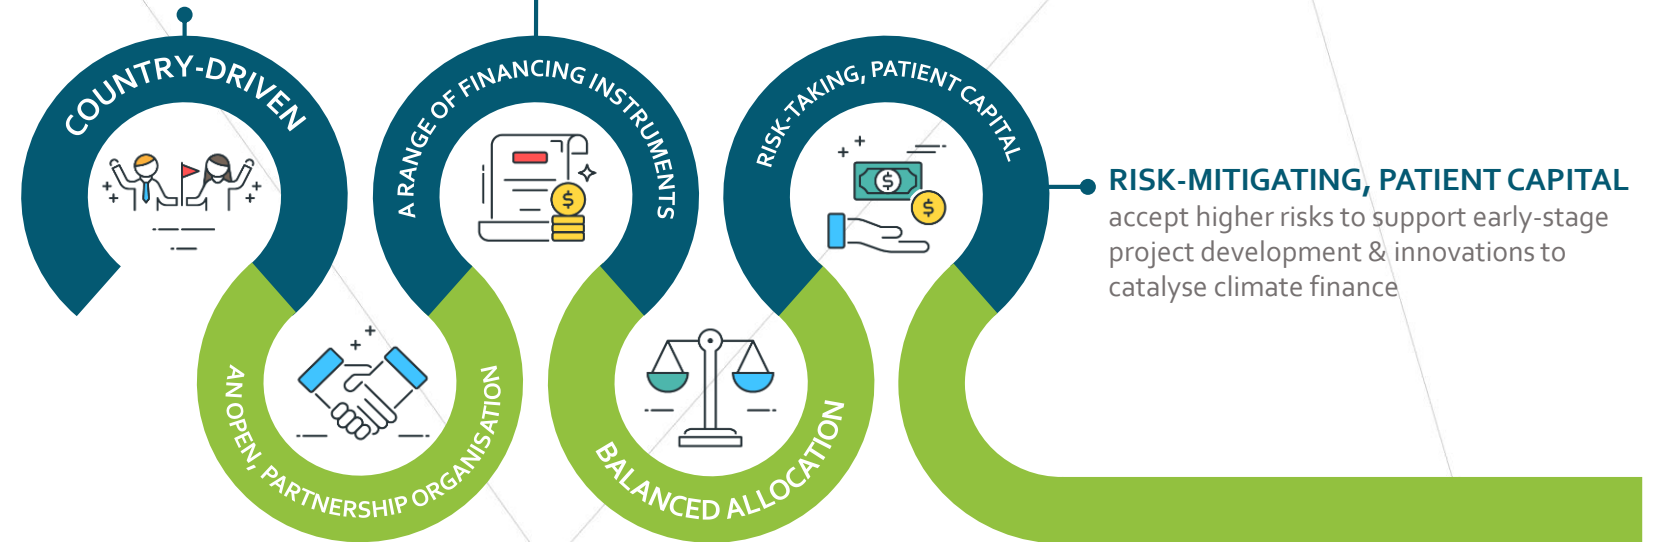 COUNTRY-DRIVEN
A RANGE OF FINANCING INSTRUMENTS
RISK-TAKING, PATIENT CAPITAL
RISK-MITIGATING, PATIENT CAPITAL
accept higher risks to support early-stage
project development & innovations to
catalyse climate finance
AN OPEN, PARTNERSHIP ORGANISATION
BALANCED ALLOCATION
$
$
$